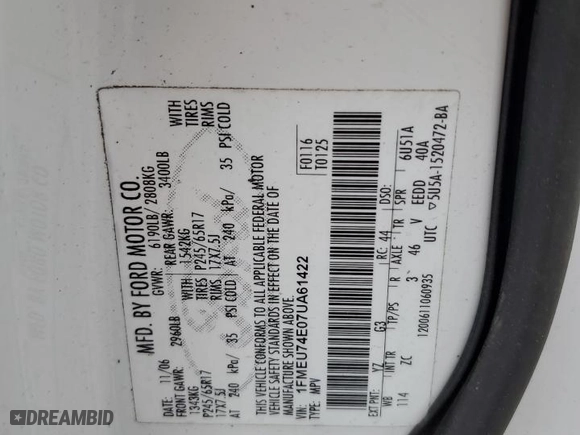 MFD. BY FORD MOTOR CO.
DATE: 11/06 GVWR: 6190LB/ 2808KG
FRONT GAWR: 2960LB REAR GAWR: 3400LB
1343KG 1542KG WITH
P245/65R17 P245/65R17 TIRES
17X7.5J 17X7.5J RIMS
AT 240 kPa/ 35 PSI COLD AT 240 kPa/ 35 PSI COLD
WITH
TIRES
RIMS
THIS VEHICLE CONFORMS TO ALL APPLICABLE FEDERAL MOTOR
VEHICLE SAFETY STANDARDS IN EFFECT ON THE DATE OF
MANUFACTURE SHOWN ABOVE.
VIN: 1FMEU74E07UA61422
TYPE: MPV
F0116
T0125
EXT PNT: YZ G3 RC: 44 DSO:
WB INT TR TP/PS R AXLE TR SPR
114 ZC 3 46 V EEDD 40A 6U51A
1200611060935 UTC ▽5U5A-1520472-BA
DEALERBID.COM